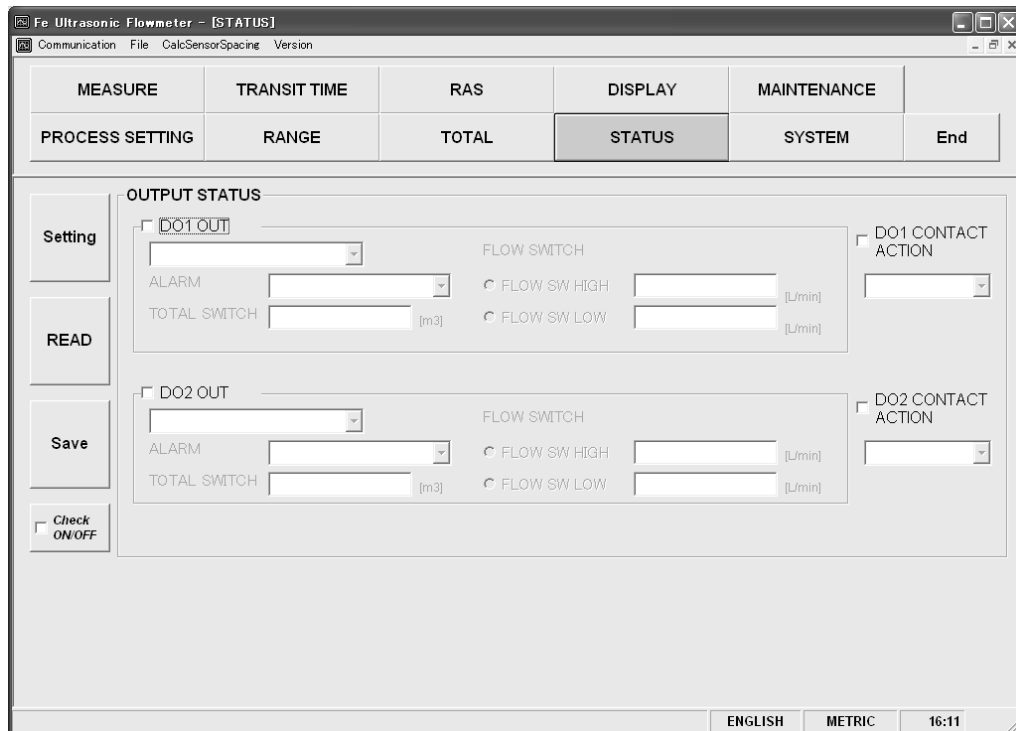 Fe Ultrasonic Flowmeter - [STATUS]
Communication File CalcSensorSpacing Version
MEASURE TRANSIT TIME RAS DISPLAY MAINTENANCE
PROCESS SETTING RANGE TOTAL STATUS SYSTEM End
Setting
READ
Save
Check
ON/OFF
OUTPUT STATUS
DO1 OUT
FLOW SWITCH
ALARM
FLOW SW HIGH [L/min]
TOTAL SWITCH [m3]
FLOW SW LOW [L/min]
DO1 CONTACT
ACTION
DO2 OUT
FLOW SWITCH
ALARM
FLOW SW HIGH [L/min]
TOTAL SWITCH [m3]
FLOW SW LOW [L/min]
DO2 CONTACT
ACTION
ENGLISH METRIC 16:11